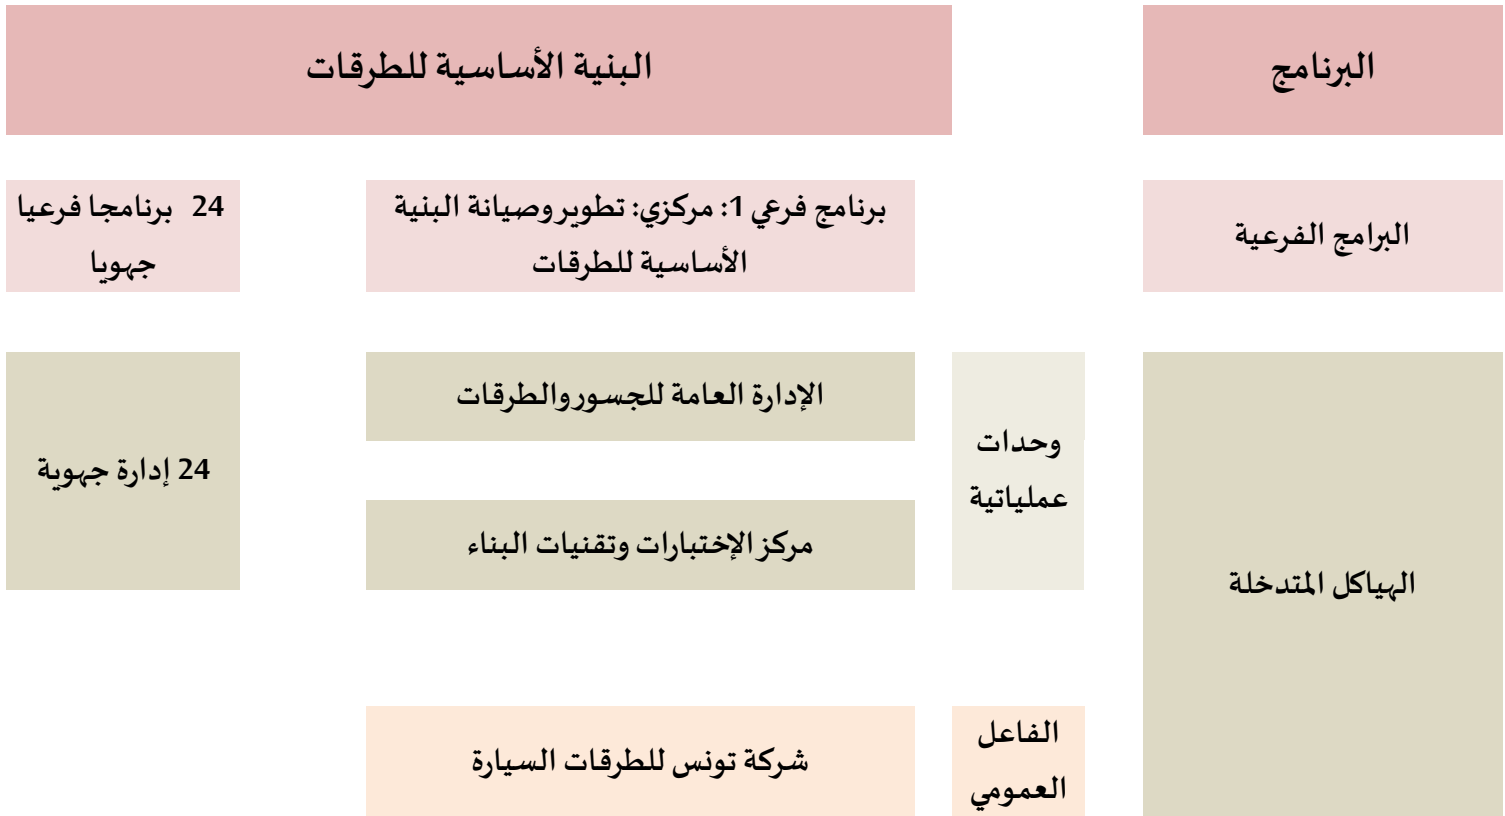 البرنامج
البنية الأساسية للطرقات
البرامج الفرعية
برنامج فرعي 1: مركزي: تطوير وصيانة البنية
الأساسية للطرقات
24 برنامجا فرعيا
جهويا
الهياكل المتدخلة
وحدات
عملياتية
الإدارة العامة للجسور والطرقات
مركز الإختبارات وتقنيات البناء
24 إدارة جهوية
الفاعل
العمومي
شركة تونس للطرقات السيارة